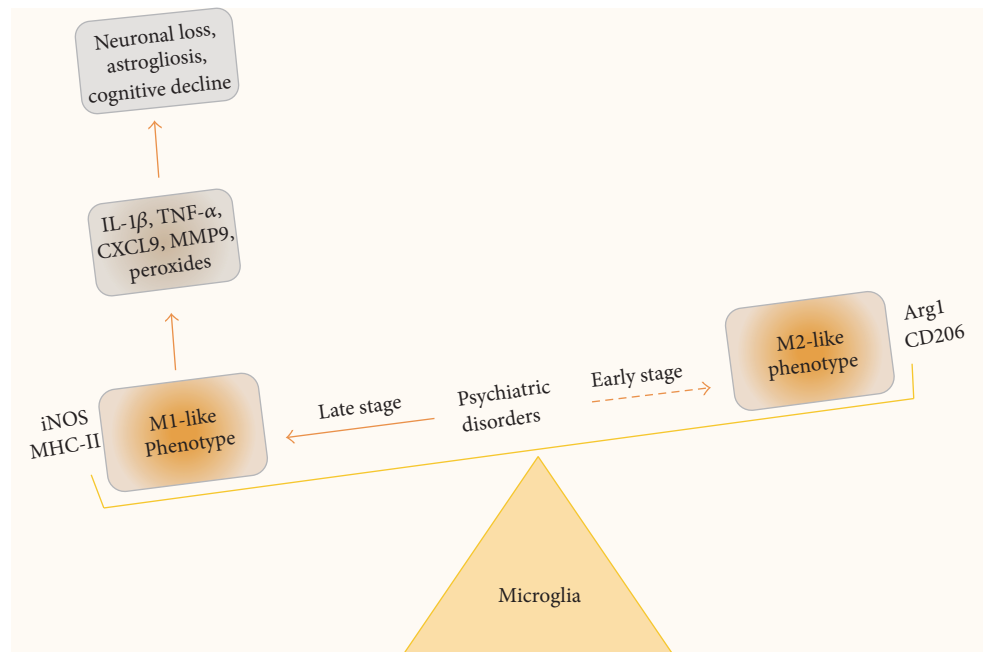 Neuronal loss,
astrogliosis,
cognitive decline
IL-1β, TNF-α,
CXCL9, MMP9,
peroxides
iNOS
MHC-II
M1-like
Phenotype
Late stage
Psychiatric
disorders
Early stage
M2-like
phenotype
Arg1
CD206
Microglia